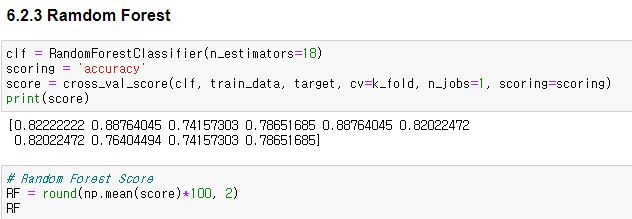 6.2.3 Ramdom Forest
clf = RandomForestClassifier(n_estimators=18)
scoring = 'accuracy'
score = cross_val_score(clf, train_data, target, cv=k_fold, n_jobs=1, scoring=scoring)
print(score)
[0.82222222 0.88764045 0.74157303 0.78651685 0.88764045 0.82022472
0.82022472 0.76404494 0.74157303 0.78651685]
# Random Forest Score
RF = round(np.mean(score)*100, 2)
RF